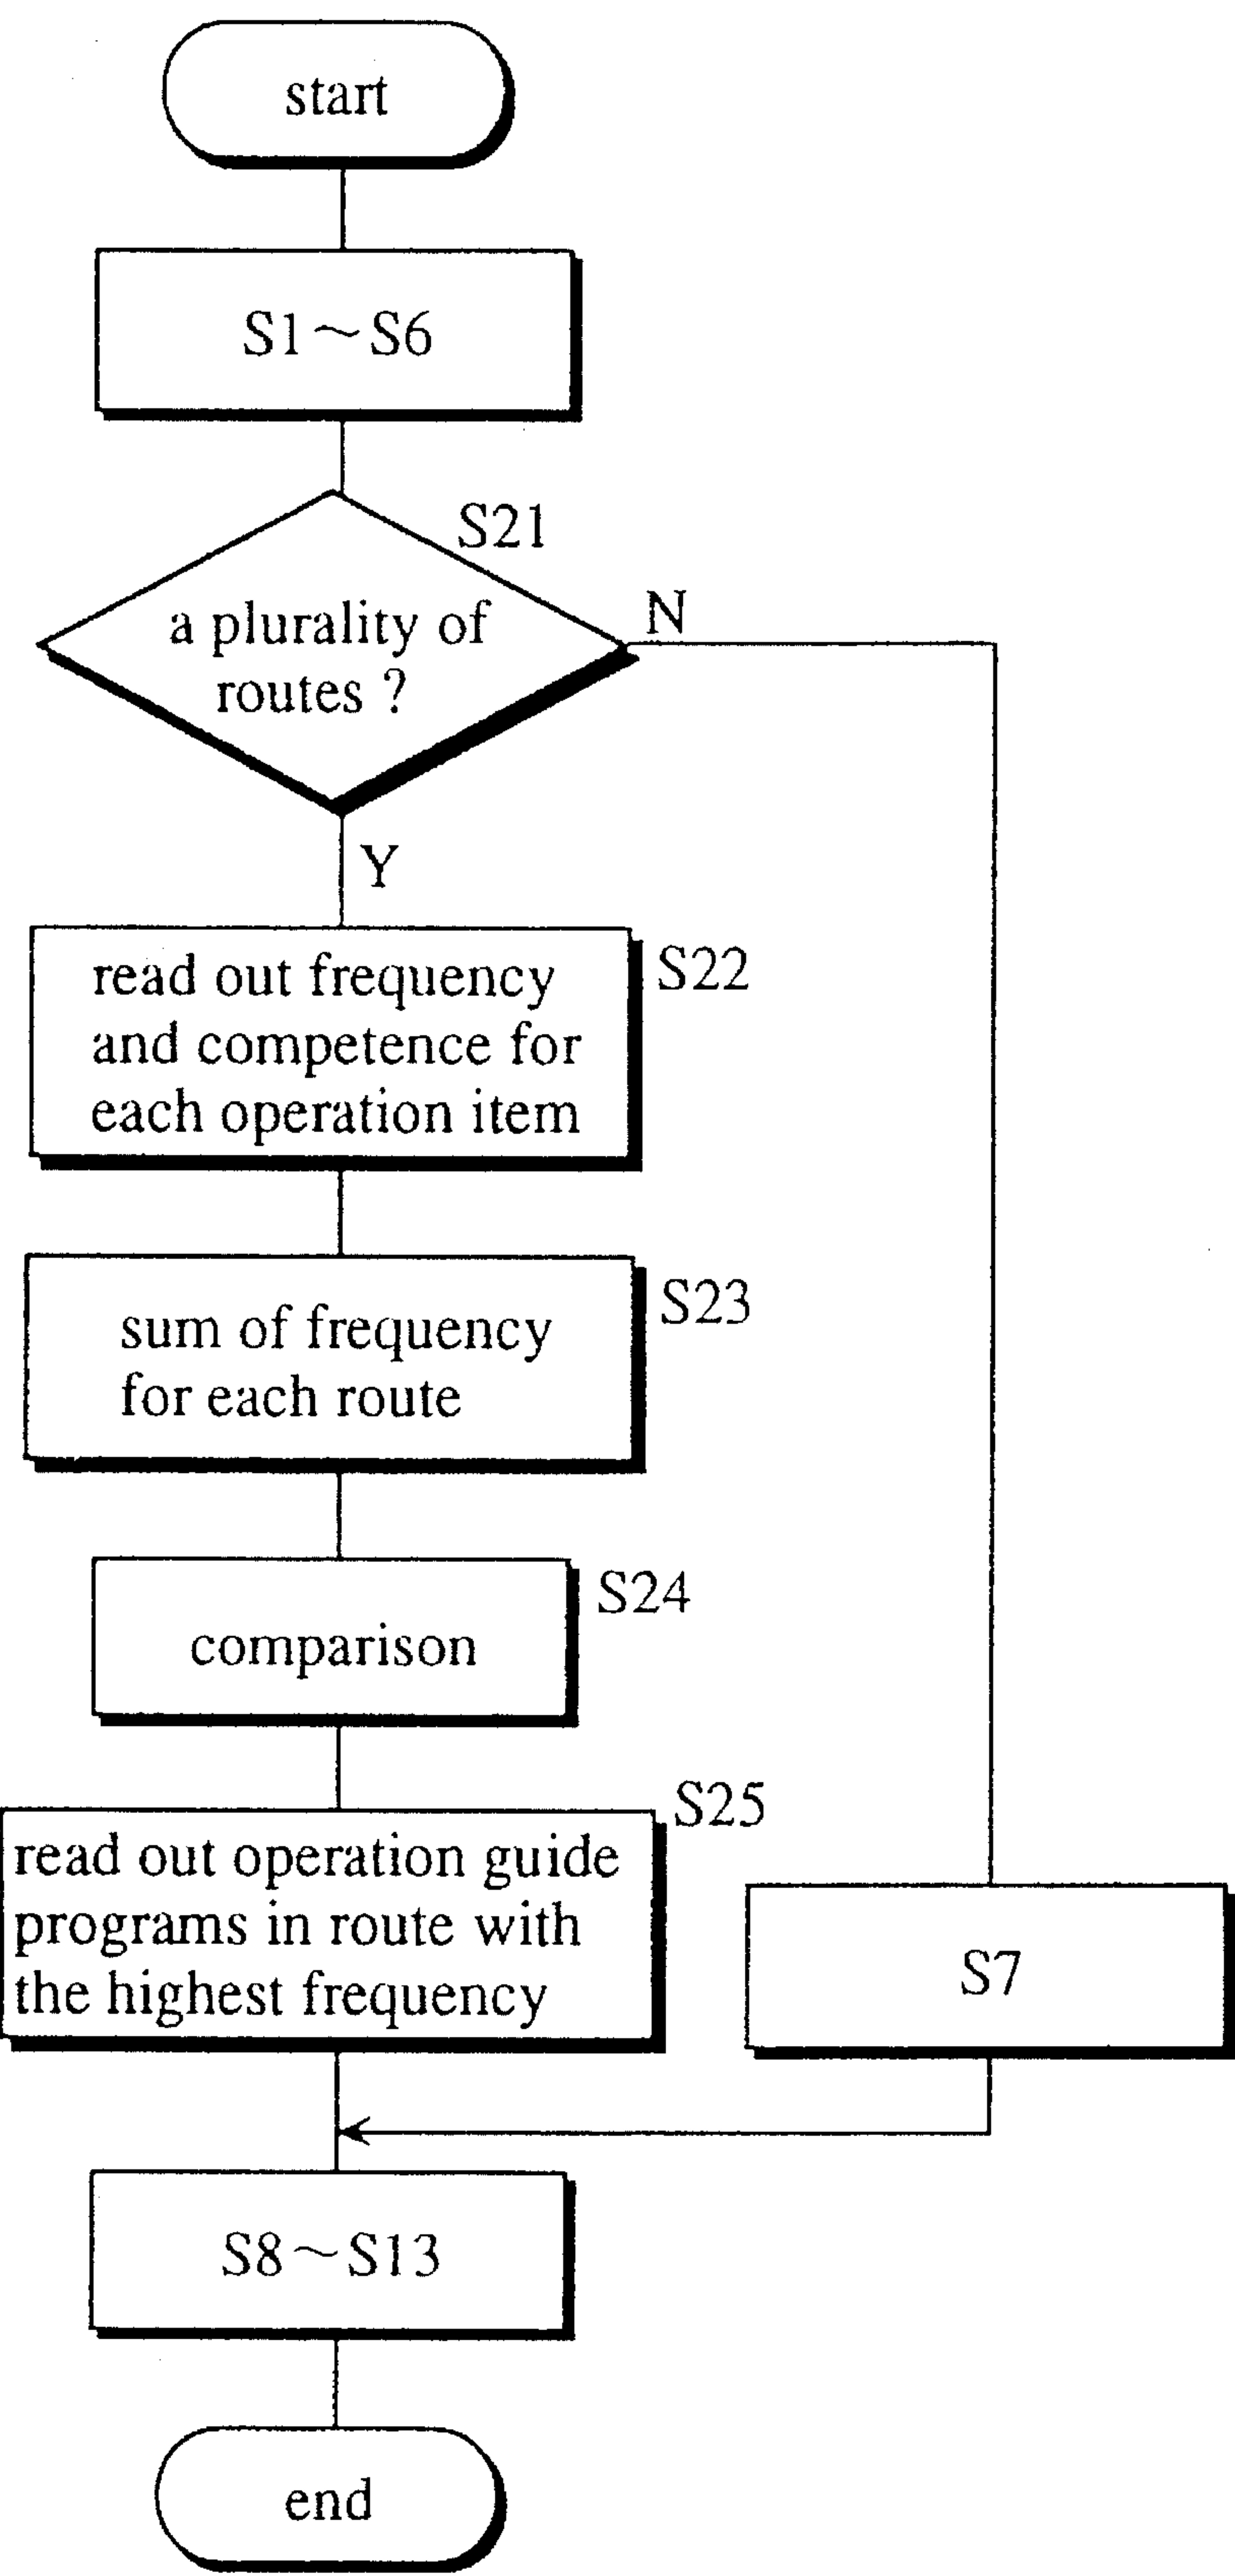 start
S1~S6
S21
a plurality of
routes ?
N
Y
read out frequency
and competence for
each operation item
S22
sum of frequency
for each route
S23
comparison
S24
read out operation guide
programs in route with
the highest frequency
S25
S7
S8~S13
end